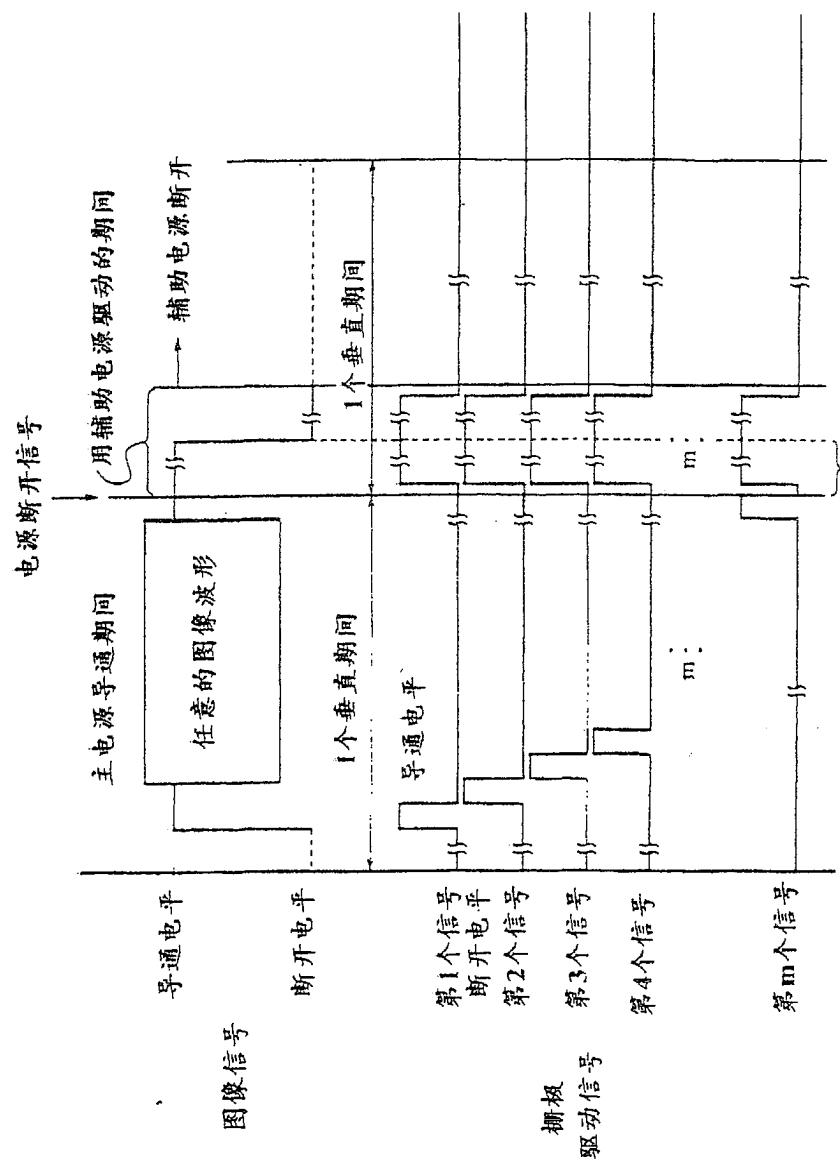 电源断开信号
用辅助电源驱动的期间
辅助电源断开
主电源导通期间
任意的图像波形
1个垂直期间
1个垂直期间
图像信号
导通电平
断开电平
导通电平
第1个信号
断开电平
第2个信号
第3个信号
第4个信号
m
m
第m个信号
栅极
驱动信号